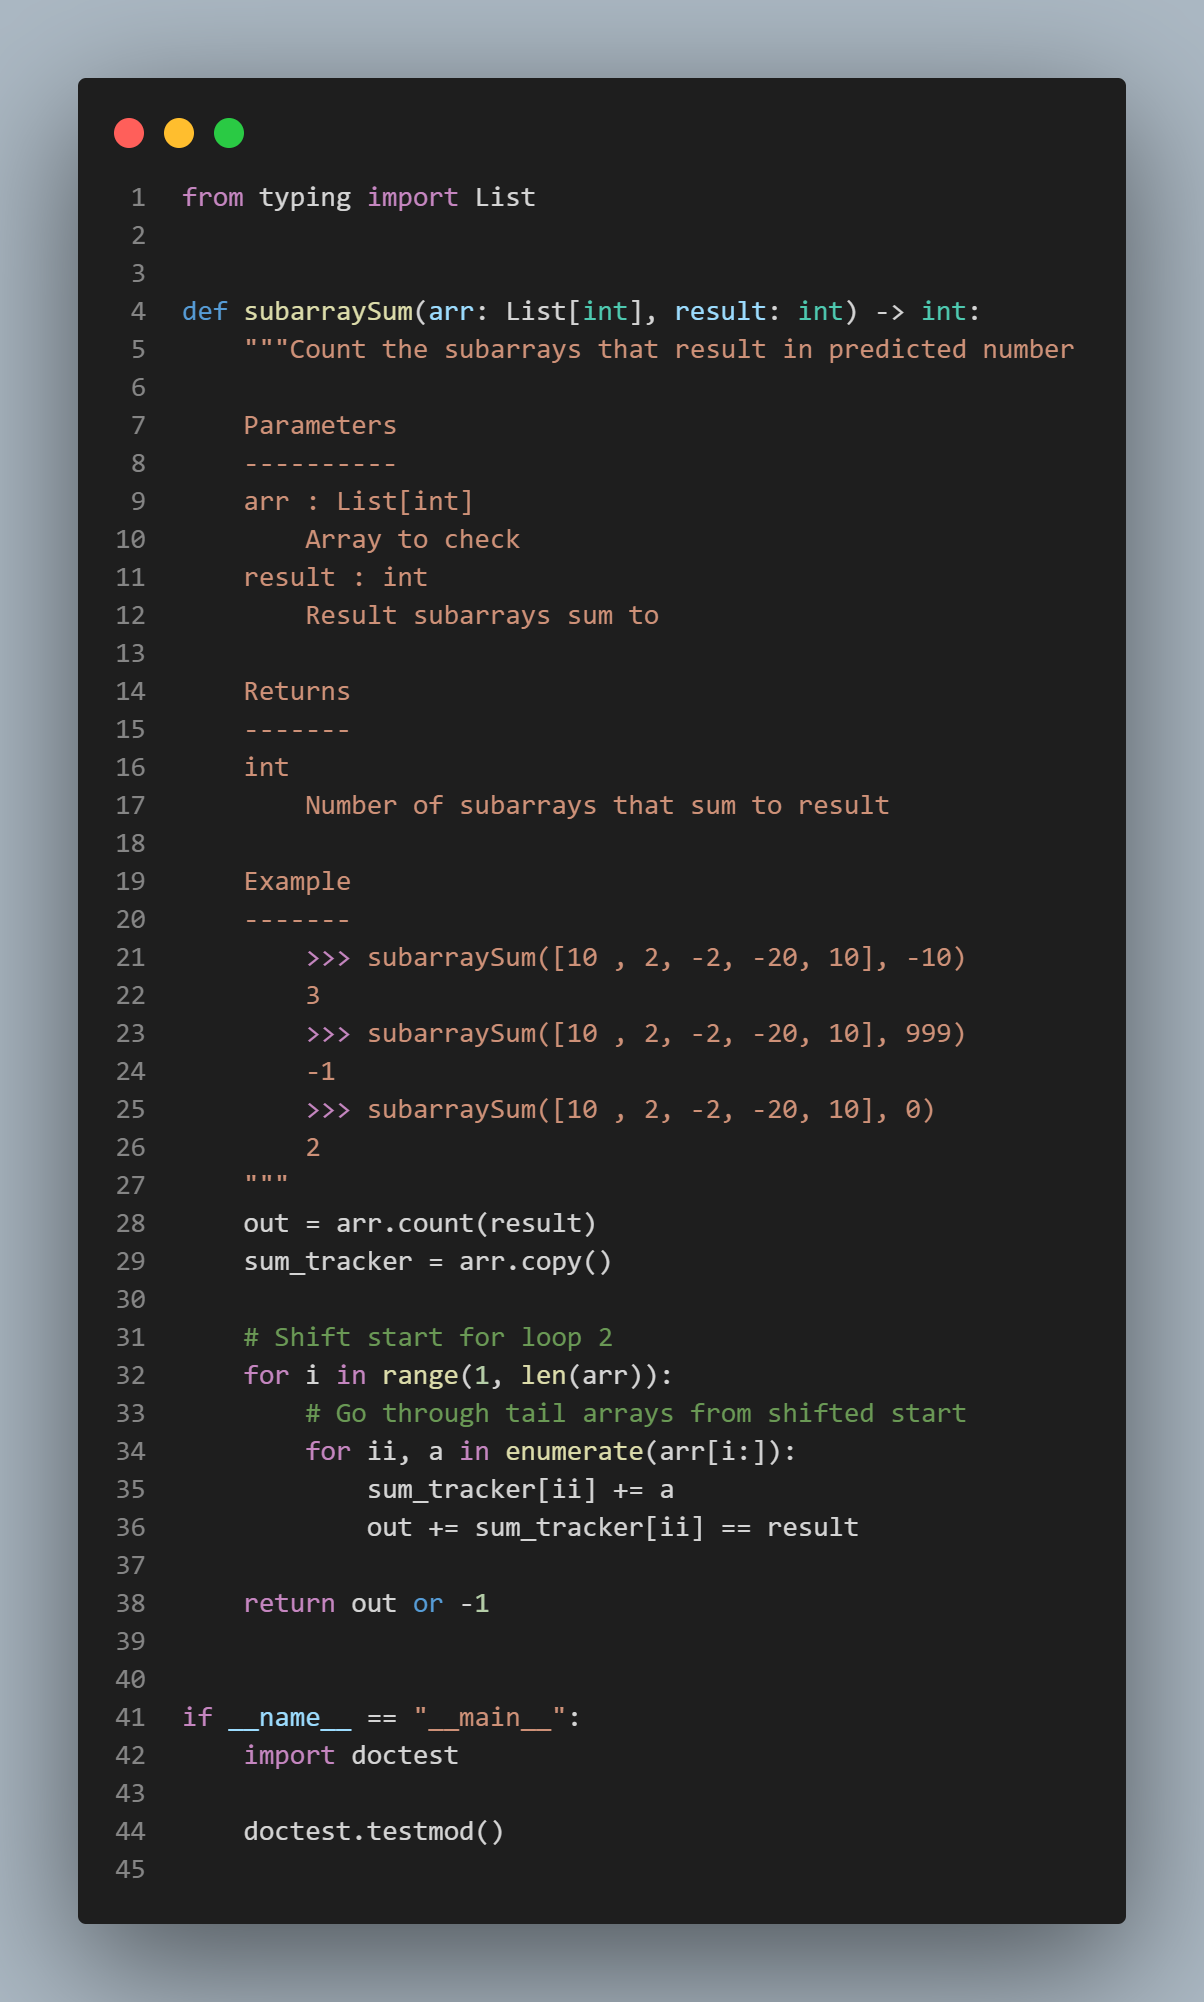 1 from typing import List
2
3
4 def subarraySum(arr: List[int], result: int) -> int:
5     """Count the subarrays that result in predicted number
6
7     Parameters
8     ----------
9     arr : List[int]
10         Array to check
11     result : int
12         Result subarrays sum to
13
14     Returns
15     -------
16     int
17         Number of subarrays that sum to result
18
19     Example
20     -------
21         >>> subarraySum([10 , 2, -2, -20, 10], -10)
22         3
23         >>> subarraySum([10 , 2, -2, -20, 10], 999)
24         -1
25         >>> subarraySum([10 , 2, -2, -20, 10], 0)
26         2
27     """
28     out = arr.count(result)
29     sum_tracker = arr.copy()
30
31     # Shift start for loop 2
32     for i in range(1, len(arr)):
33         # Go through tail arrays from shifted start
34         for ii, a in enumerate(arr[i:]):
35             sum_tracker[ii] += a
36             out += sum_tracker[ii] == result
37
38     return out or -1
39
40
41 if __name__ == "__main__":
42     import doctest
43
44     doctest.testmod()
45